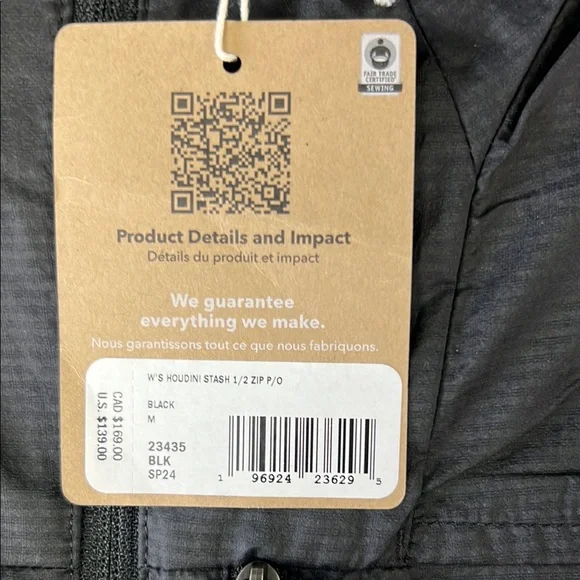 FAIR TRADE
CERTIFIED
SEWING
Product Details and Impact
Détails du produit et impact
We guarantee
everything we make.
Nous garantissons tout ce que nous fabriquons.
CAD $169.00
U.S. $139.00
W'S HOUDINI STASH 1/2 ZIP P/O
BLACK
M
23435
BLK
SP24
1 96924 23629 5